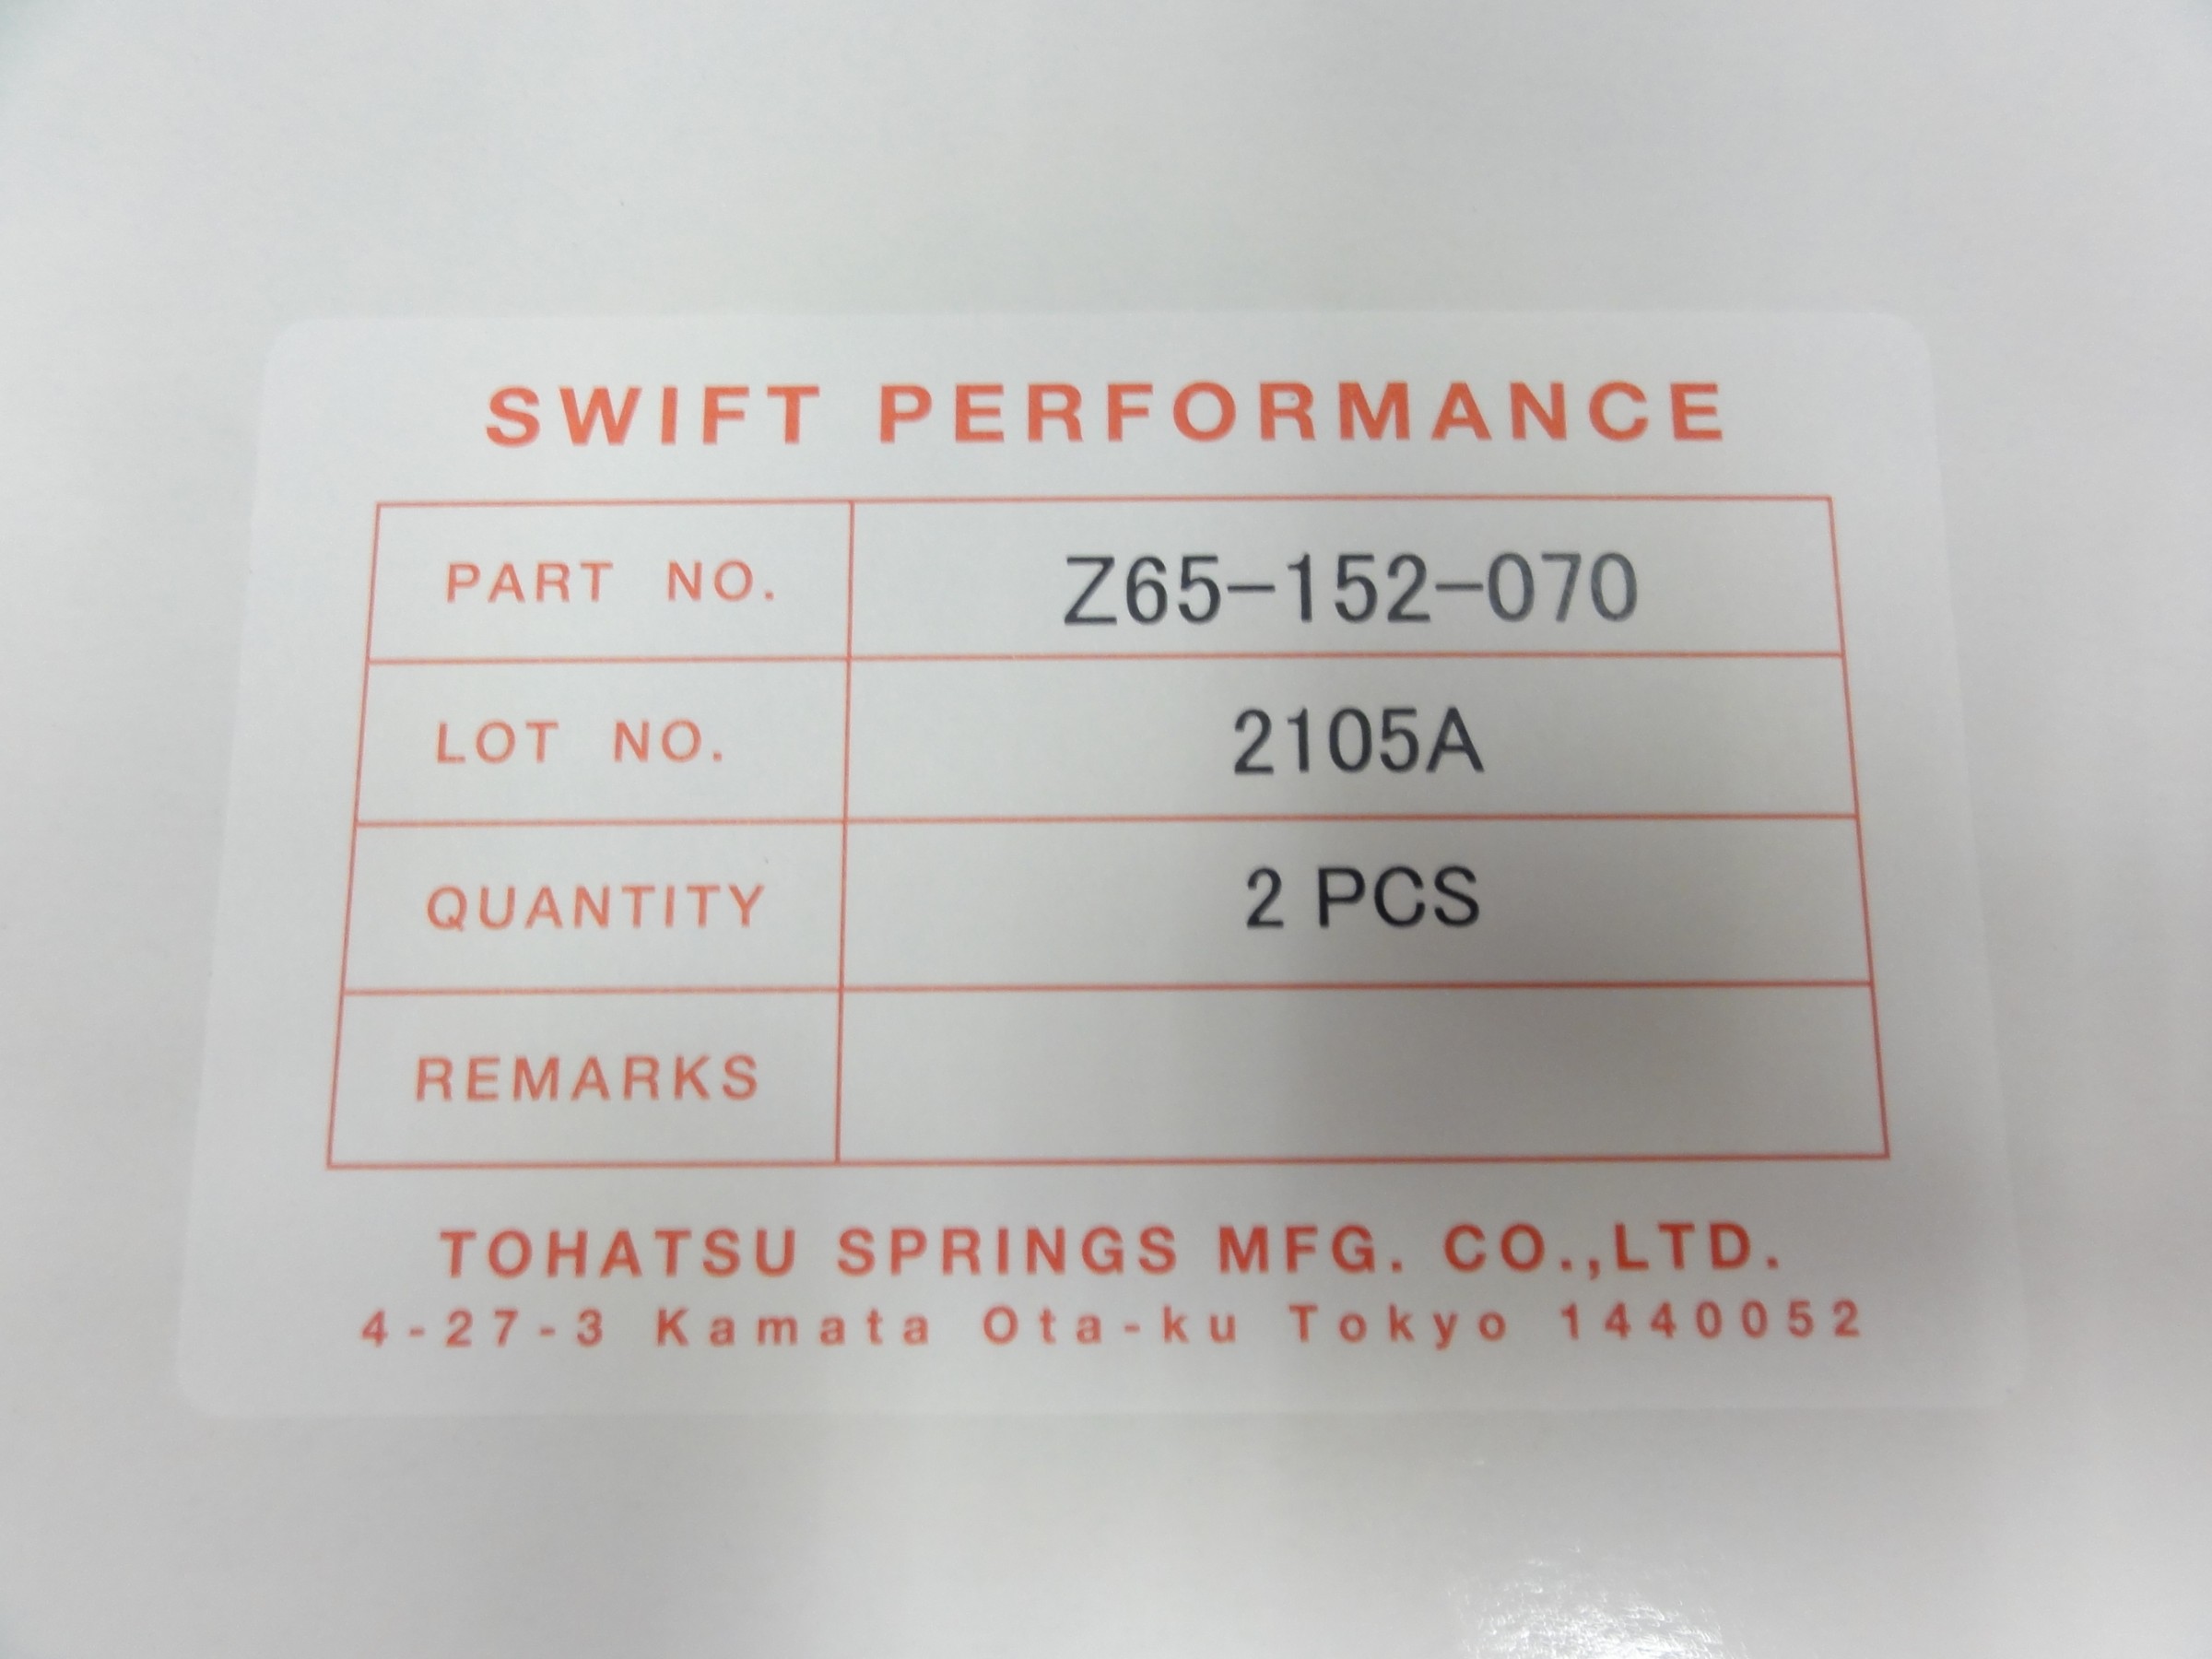 SWIFT PERFORMANCE
PART NO. Z65-152-070
LOT NO. 2105A
QUANTITY 2 PCS
REMARKS
TOHATSU SPRINGS MFG. CO.,LTD.
4-27-3 Kamata Ota-ku Tokyo 1440052